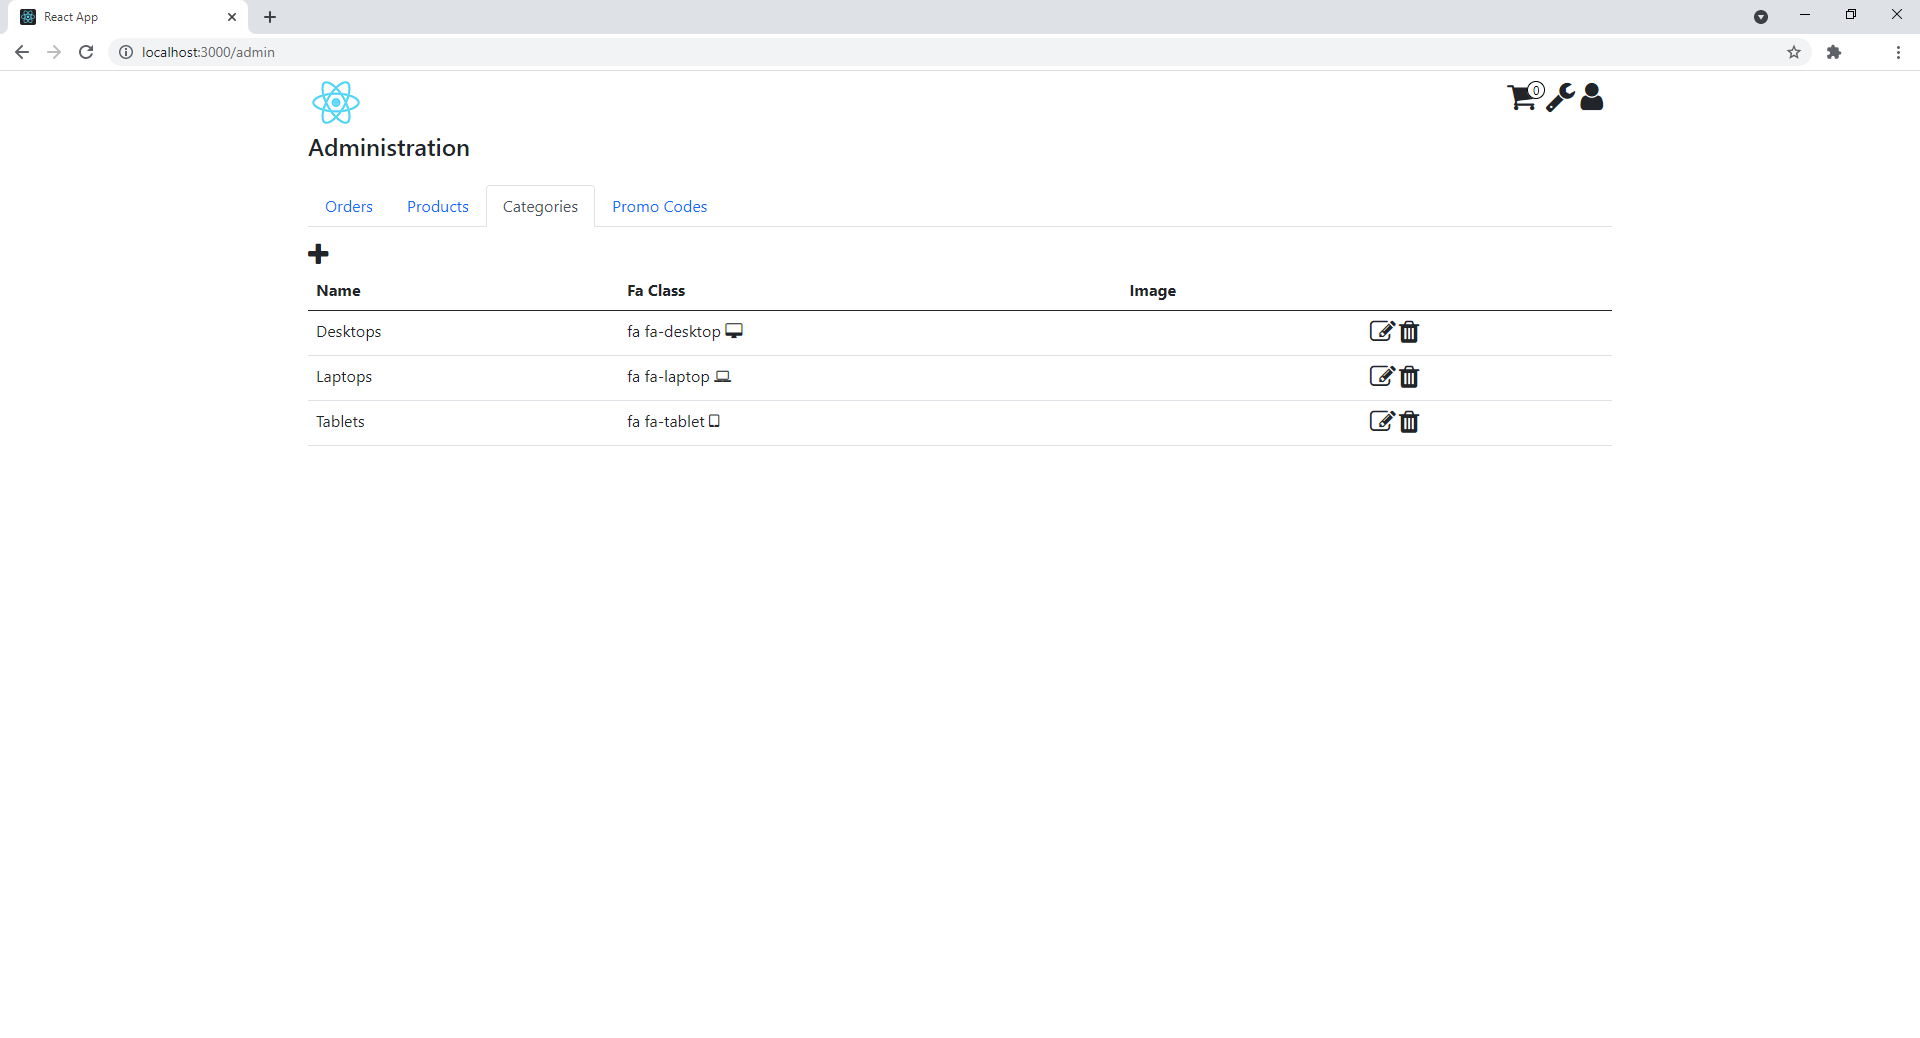 React App
localhost:3000/admin
0
Administration
Orders Products Categories Promo Codes
Name Fa Class Image
Desktops fa fa-desktop
Laptops fa fa-laptop
Tablets fa fa-tablet